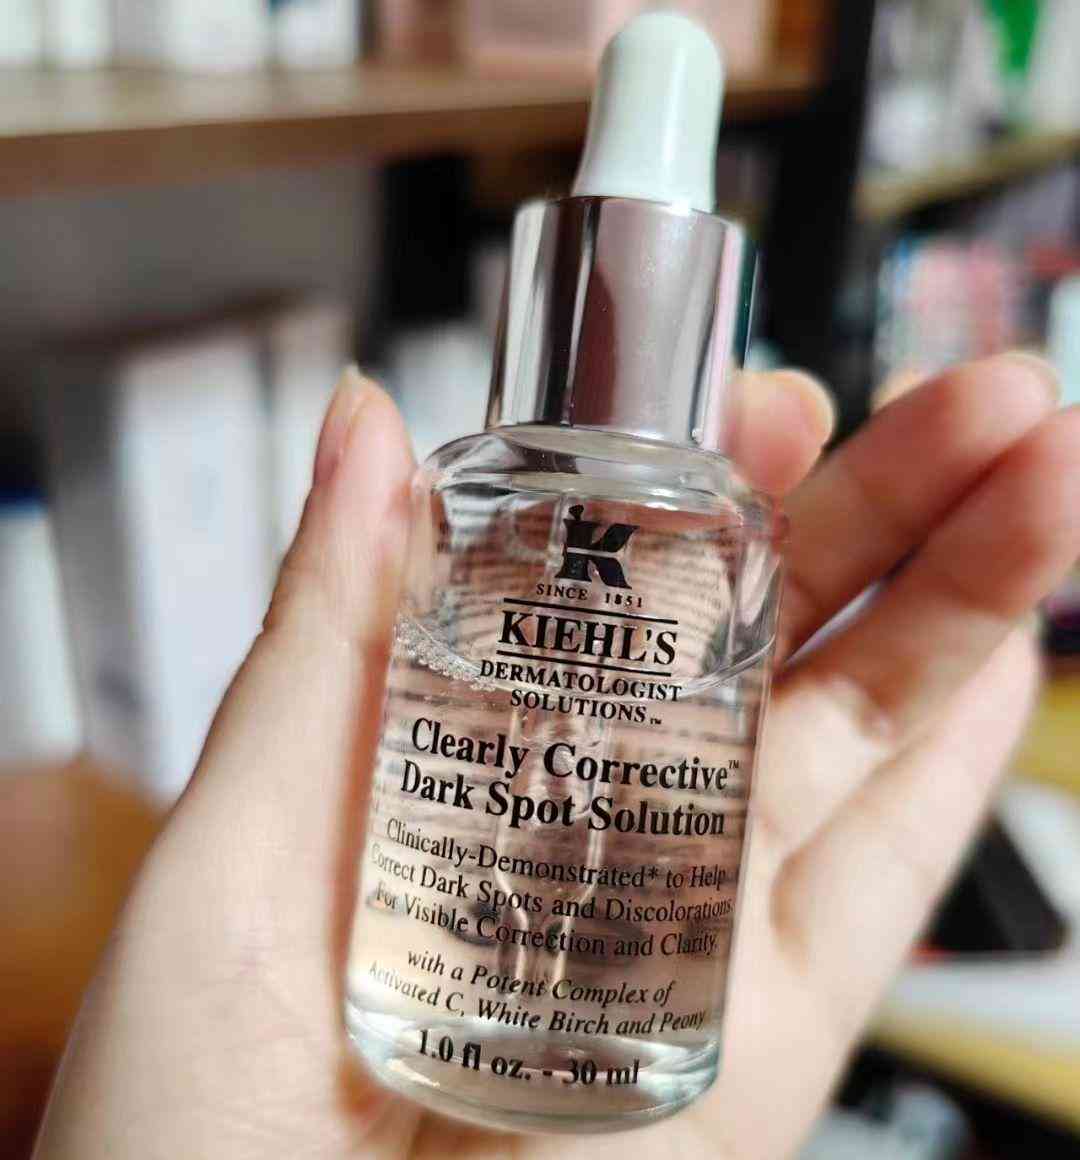 K
SINCE 1851
KIEHL'S
DERMATOLOGIST
SOLUTIONS™
Clearly Corrective™
Dark Spot Solution
Clinically-Demonstrated* to Help
Correct Dark Spots and Discolorations.
For Visible Correction and Clarity.
with a Potent Complex of
Activated C, White Birch and Peony
1.0 fl oz. - 30 ml